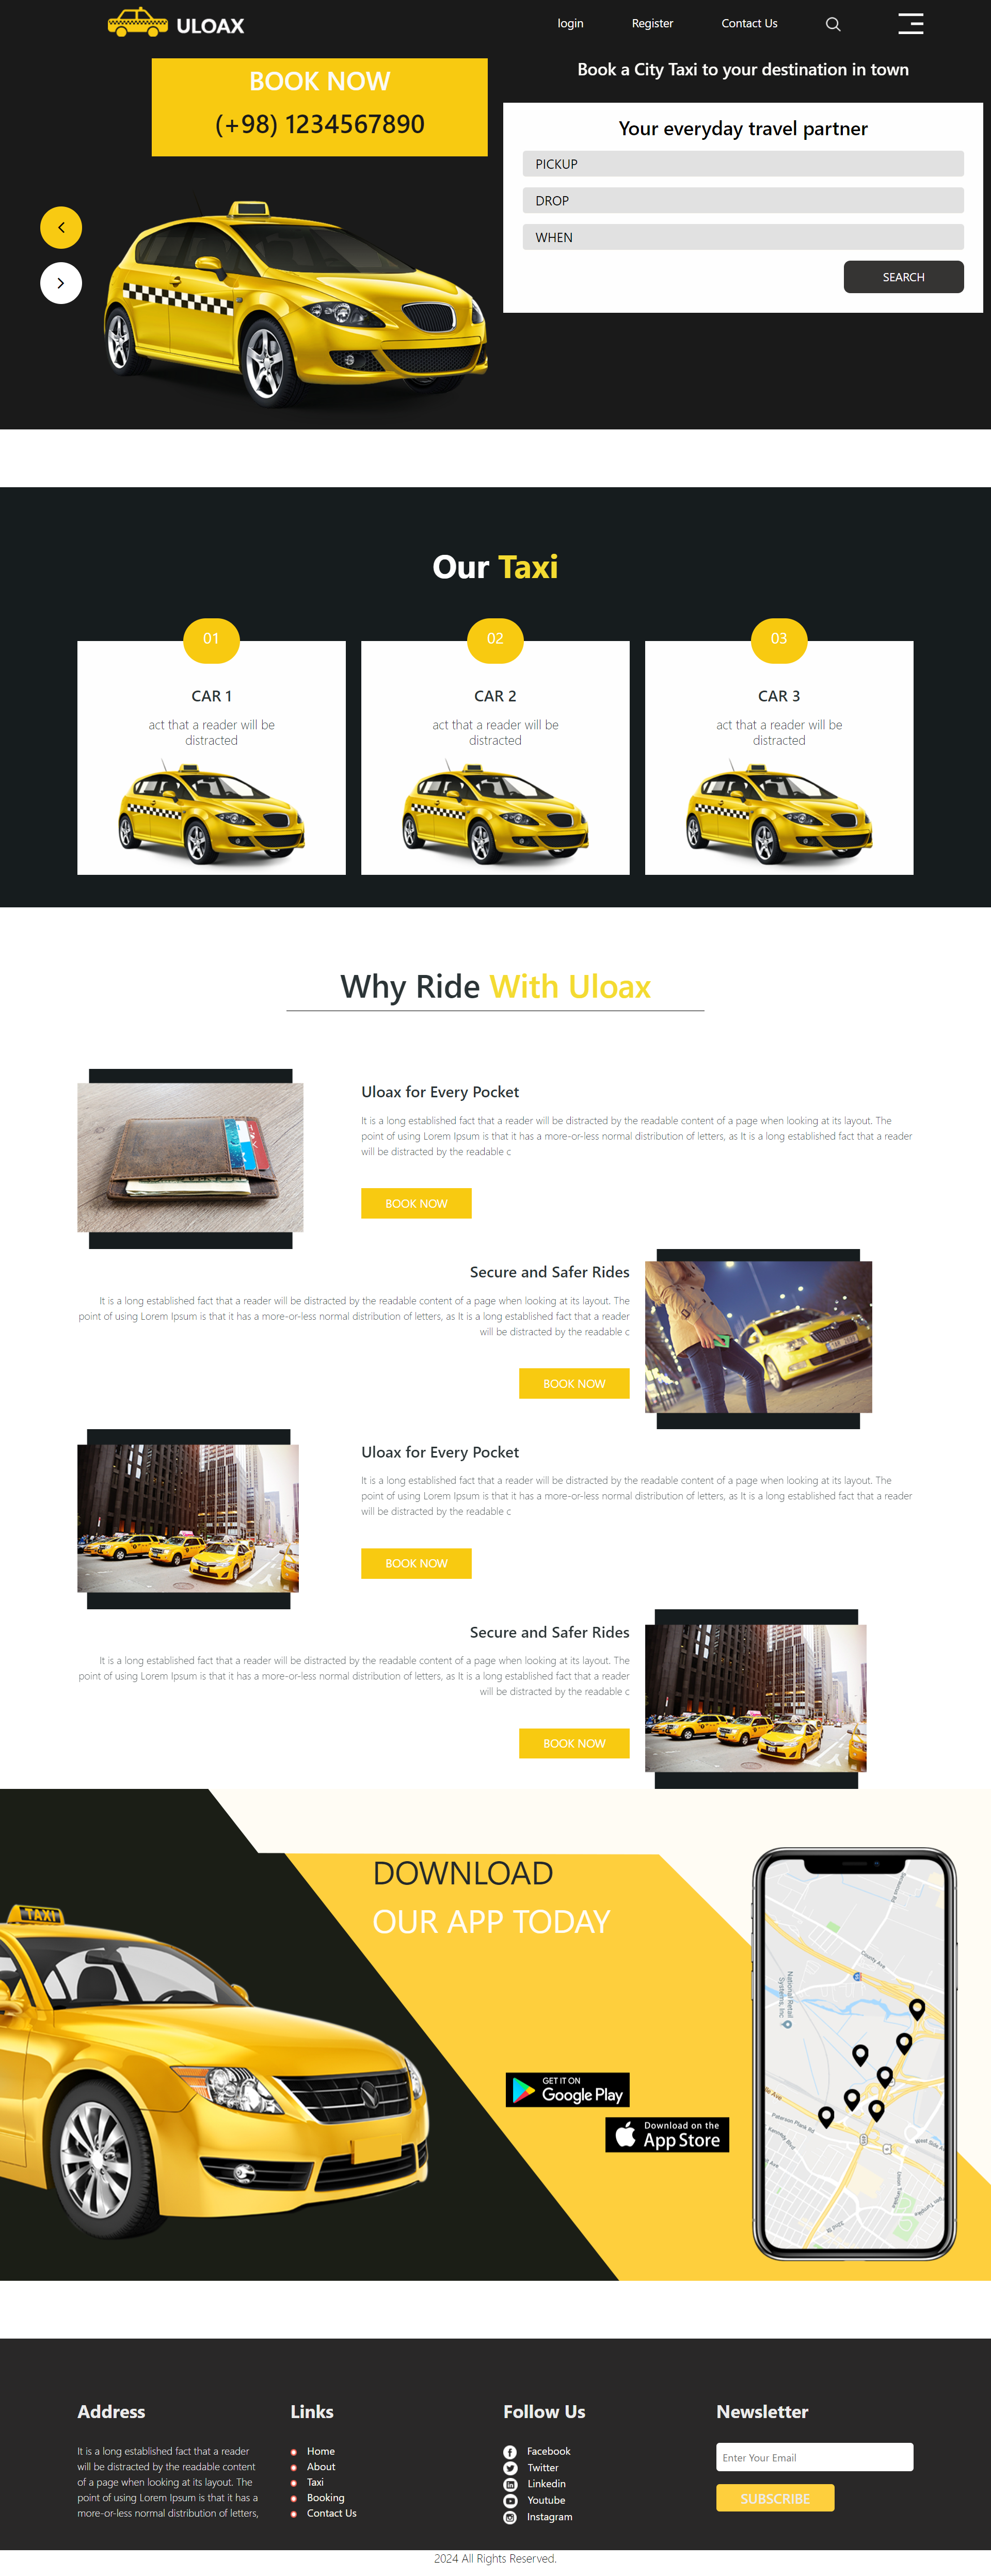 ULOAX
login
Register
Contact Us
BOOK NOW
(+98) 1234567890
Book a City Taxi to your destination in town
Your everyday travel partner
PICKUP
DROP
WHEN
SEARCH
Our Taxi
01
CAR 1
act that a reader will be
distracted
02
CAR 2
act that a reader will be
distracted
03
CAR 3
act that a reader will be
distracted
Why Ride With Uloax
Uloax for Every Pocket
It is a long established fact that a reader will be distracted by the readable content of a page when looking at its layout. The
point of using Lorem Ipsum is that it has a more-or-less normal distribution of letters, as It is a long established fact that a reader
will be distracted by the readable c
BOOK NOW
Secure and Safer Rides
It is a long established fact that a reader will be distracted by the readable content of a page when looking at its layout. The
point of using Lorem Ipsum is that it has a more-or-less normal distribution of letters, as It is a long established fact that a reader
will be distracted by the readable c
BOOK NOW
Uloax for Every Pocket
It is a long established fact that a reader will be distracted by the readable content of a page when looking at its layout. The
point of using Lorem Ipsum is that it has a more-or-less normal distribution of letters, as It is a long established fact that a reader
will be distracted by the readable c
BOOK NOW
Secure and Safer Rides
It is a long established fact that a reader will be distracted by the readable content of a page when looking at its layout. The
point of using Lorem Ipsum is that it has a more-or-less normal distribution of letters, as It is a long established fact that a reader
will be distracted by the readable c
BOOK NOW
DOWNLOAD
OUR APP TODAY
TAXI
GET IT ON
Google Play
Download on the
App Store
County Ave
National Retail
Systems, Inc
Paterson Plank Rd
West Side A
Union Turnpike
Address
It is a long established fact that a reader
will be distracted by the readable content
of a page when looking at its layout. The
point of using Lorem Ipsum is that it has a
more-or-less normal distribution of letters,
Links
Home
About
Taxi
Booking
Contact Us
Follow Us
Facebook
Twitter
Linkedin
Youtube
Instagram
Newsletter
Enter Your Email
SUBSCRIBE
2024 All Rights Reserved.